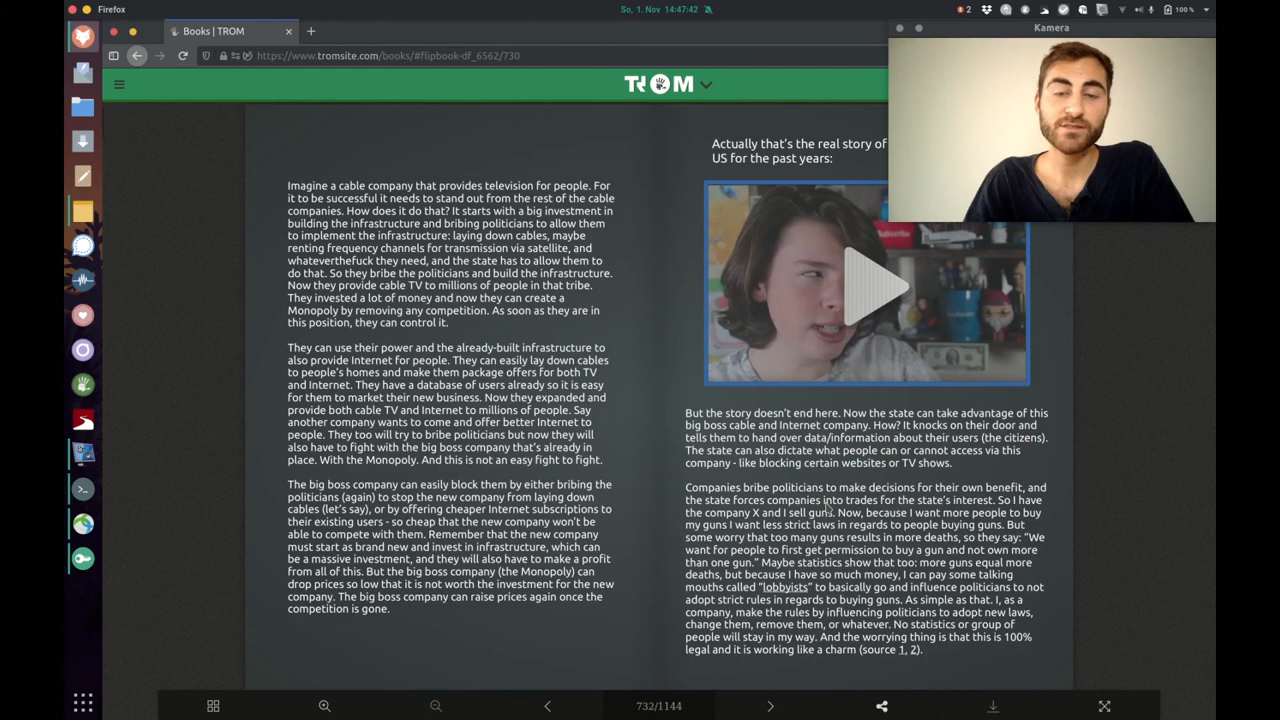 Firefox
So, 1. Nov 14:47:42
2
100 %
Books | TROM
https://www.tromsite.com/books/#flipbook-df_6562/730
Kamera
TROM
Imagine a cable company that provides television for people. For
it to be successful it needs to stand out from the rest of the cable
companies. How does it do that? It starts with a big investment in
building the infrastructure and bribing politicians to allow them
to implement the infrastructure: laying down cables, maybe
renting frequency channels for transmission via satellite, and
whateverthefuck they need, and the state has to allow them to
do that. So they bribe the politicians and build the infrastructure.
Now they provide cable TV to millions of people in that tribe.
They invested a lot of money and now they can create a
Monopoly by removing any competition. As soon as they are in
this position, they can control it.
They can use their power and the already-built infrastructure to
also provide Internet for people. They can easily lay down cables
to people's homes and make them package offers for both TV
and Internet. They have a database of users already so it is easy
for them to market their new business. Now they expanded and
provide both cable TV and Internet to millions of people. Say
another company wants to come and offer better Internet to
people. They too will try to bribe politicians but now they will
also have to fight with the big boss company that's already in
place. With the Monopoly. And this is not an easy fight to fight.
The big boss company can easily block them by either bribing the
politicians (again) to stop the new company from laying down
cables (let's say), or by offering cheaper Internet subscriptions to
their existing users - so cheap that the new company won't be
able to compete with them. Remember that the new company
must start as brand new and invest in infrastructure, which can
be a massive investment, and they will also have to make a profit
from all of this. But the big boss company (the Monopoly) can
drop prices so low that it is not worth the investment for the new
company. The big boss company can raise prices again once the
competition is gone.
Actually that's the real story of
US for the past years:
But the story doesn't end here. Now the state can take advantage of this
big boss cable and Internet company. How? It knocks on their door and
tells them to hand over data/information about their users (the citizens).
The state can also dictate what people can or cannot access via this
company - like blocking certain websites or TV shows.
Companies bribe politicians to make decisions for their own benefit, and
the state forces companies into trades for the state's interest. So I have
the company X and I sell guns. Now, because I want more people to buy
my guns I want less strict laws in regards to people buying guns. But
some worry that too many guns results in more deaths, so they say: "We
want for people to first get permission to buy a gun and not own more
than one gun." Maybe statistics show that too: more guns equal more
deaths, but because I have so much money, I can pay some talking
mouths called "lobbyists" to basically go and influence politicians to not
adopt strict rules in regards to buying guns. As simple as that. I, as a
company, make the rules by influencing politicians to adopt new laws,
change them, remove them, or whatever. No statistics or group of
people will stay in my way. And the worrying thing is that this is 100%
legal and it is working like a charm (source 1, 2).
732/1144